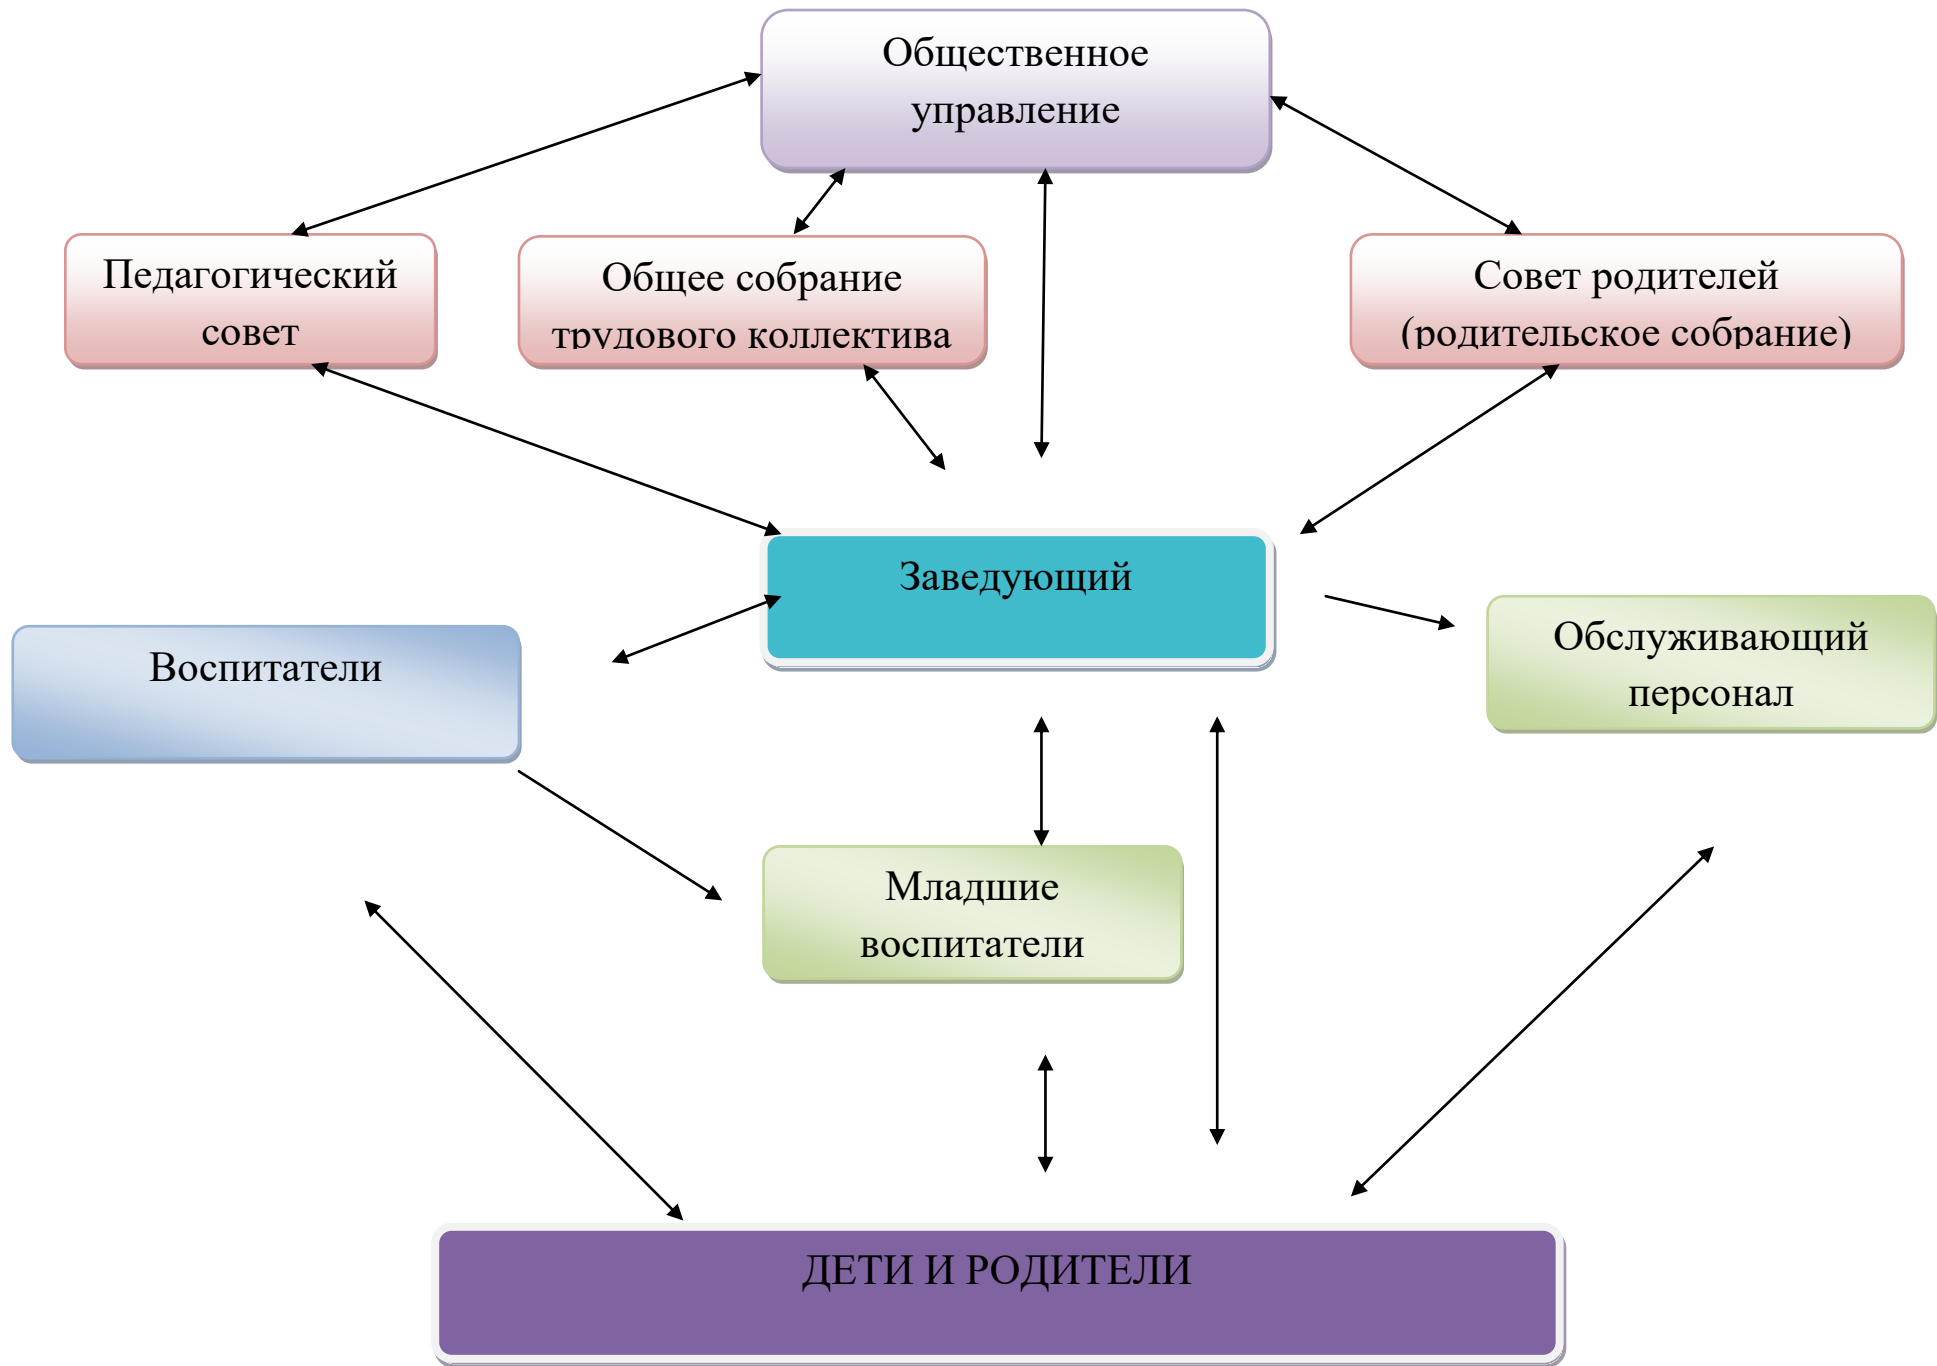 Общественное
управление
Педагогический
совет
Общее собрание
трудового коллектива
Совет родителей
(родительское собрание)
Заведующий
Воспитатели
Обслуживающий
персонал
Младшие
воспитатели
ДЕТИ И РОДИТЕЛИ